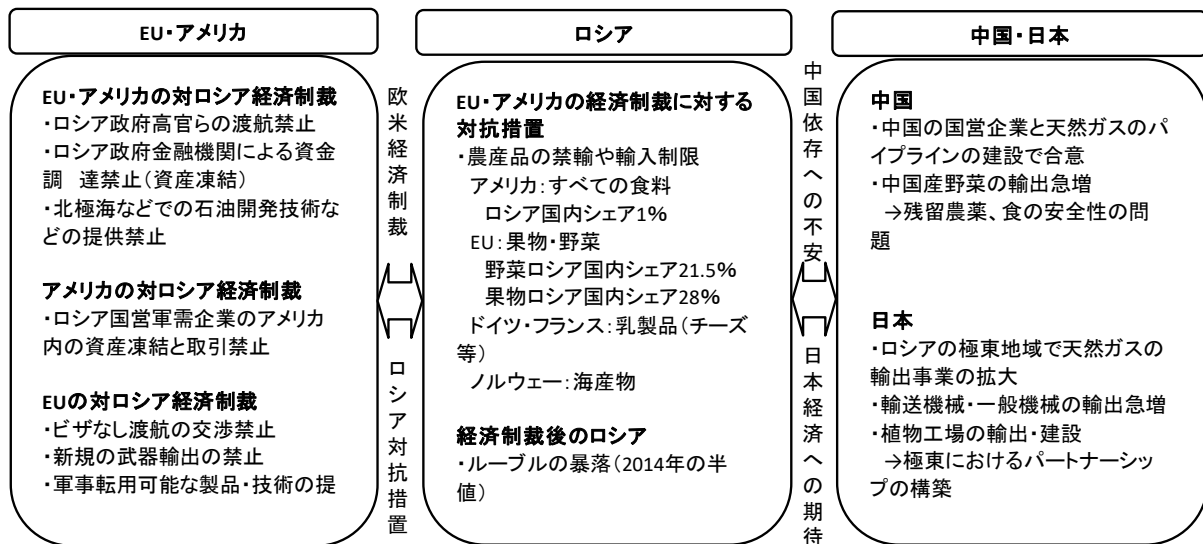 EU・アメリカ
EU・アメリカの対ロシア経済制裁
・ロシア政府高官らの渡航禁止
・ロシア政府金融機関による資金
調　達禁止(資産凍結)
・北極海などでの石油開発技術な
どの提供禁止
アメリカの対ロシア経済制裁
・ロシア国営軍需企業のアメリカ
内の資産凍結と取引禁止
EUの対ロシア経済制裁
・ビザなし渡航の交渉禁止
・新規の武器輸出の禁止
・軍事転用可能な製品・技術の提
欧米経済制裁
ロシア対抗措置
ロシア
EU・アメリカの経済制裁に対する
対抗措置
・農産品の禁輸や輸入制限
アメリカ：すべての食料
ロシア国内シェア1%
EU：果物・野菜
野菜ロシア国内シェア21.5%
果物ロシア国内シェア28%
ドイツ・フランス：乳製品(チーズ
等)
ノルウェー：海産物
経済制裁後のロシア
・ルーブルの暴落(2014年の半
値)
中国依存への不安
日本経済への期待
中国・日本
中国
・中国の国営企業と天然ガスのパ
イプラインの建設で合意
・中国産野菜の輸出急増
→残留農薬、食の安全性の問
題
日本
・ロシアの極東地域で天然ガスの
輸出事業の拡大
・輸送機械・一般機械の輸出急増
・植物工場の輸出・建設
→極東におけるパートナーシッ
プの構築